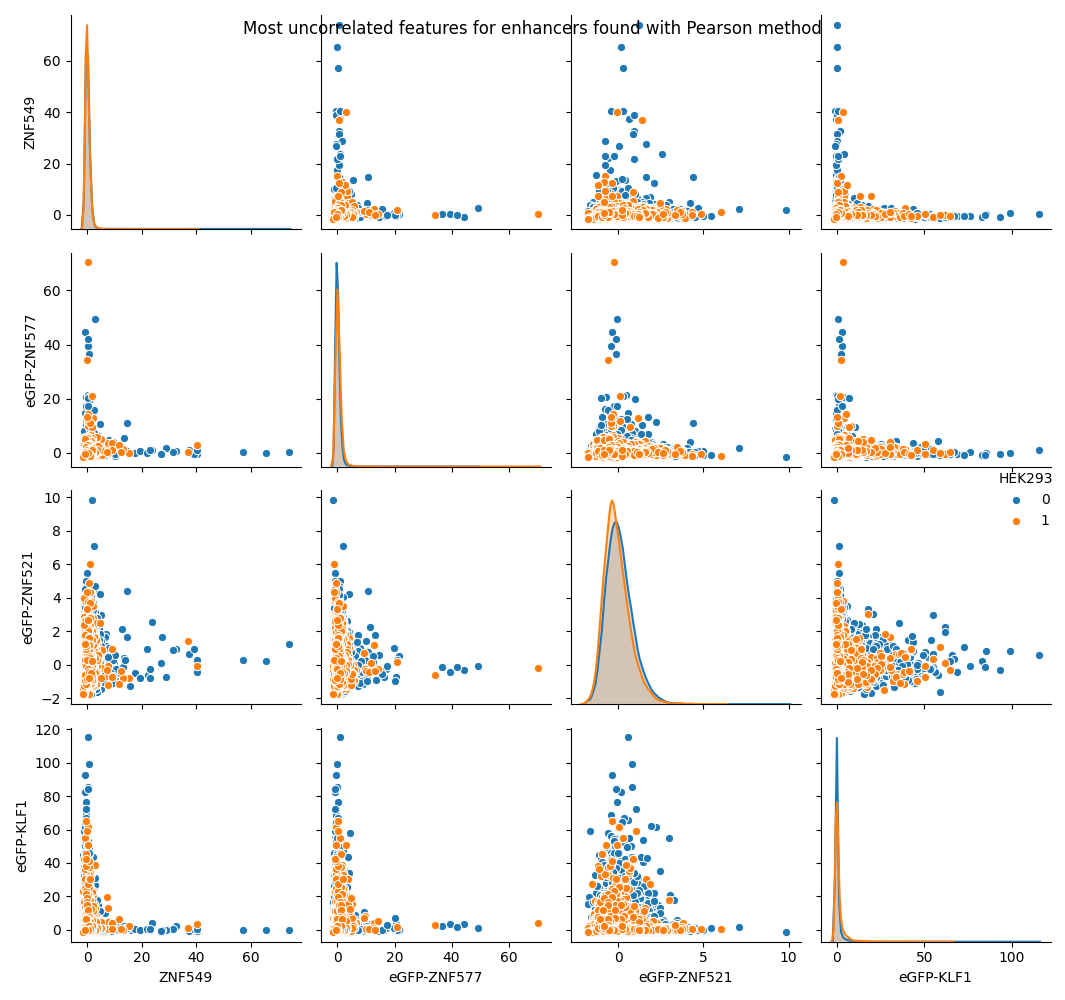 Most uncorrelated features for enhancers found with Pearson method
ZNF549
60
40
20
0
eGFP-ZNF577
60
40
20
0
HEK293
0
1
eGFP-ZNF521
10
8
6
4
2
0
−2
eGFP-KLF1
120
100
80
60
40
20
0
0 20 40 60
0 20 40 60
0 5 10
0 50 100
ZNF549 eGFP-ZNF577 eGFP-ZNF521 eGFP-KLF1